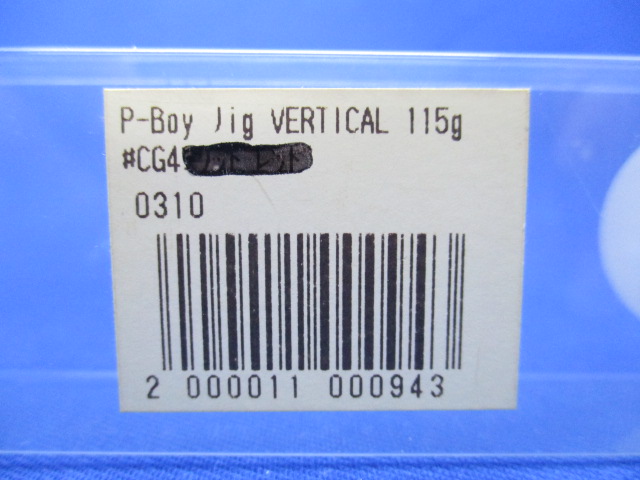 P-Boy Jig VERTICAL 115g
#CG4
0310
2 000011 000943